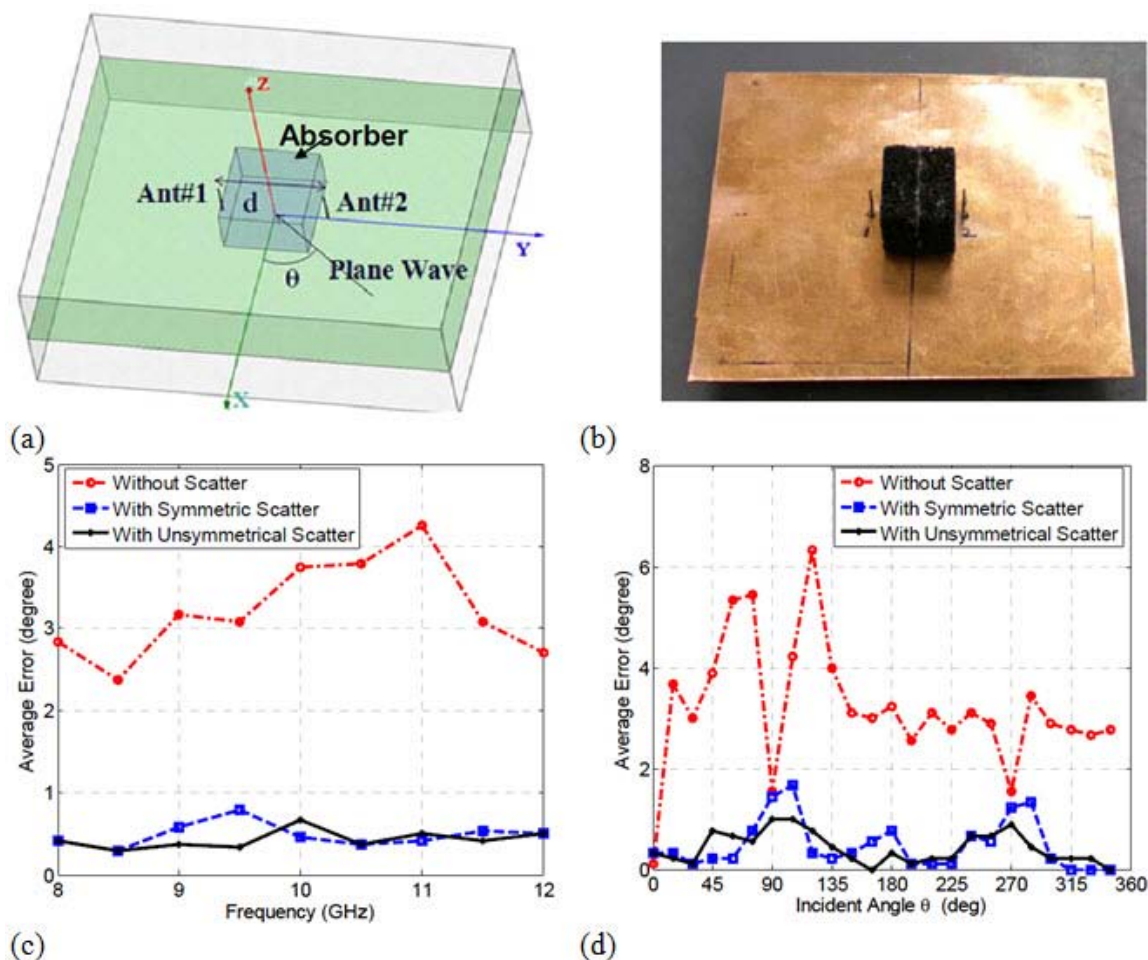 Z
Absorber
Ant#1
d
Ant#2
Y
θ
Plane Wave
X
(a)
(b)
5
4
3
2
1
0
Average Error (degree)
Without Scatter
With Symmetric Scatter
With Unsymmetrical Scatter
8
9
10
11
12
Frequency (GHz)
(c)
8
6
4
2
0
Average Error (degree)
Without Scatter
With Symmetric Scatter
With Unsymmetrical Scatter
0
45
90
135
180
225
270
315
360
Incident Angle θ (deg)
(d)